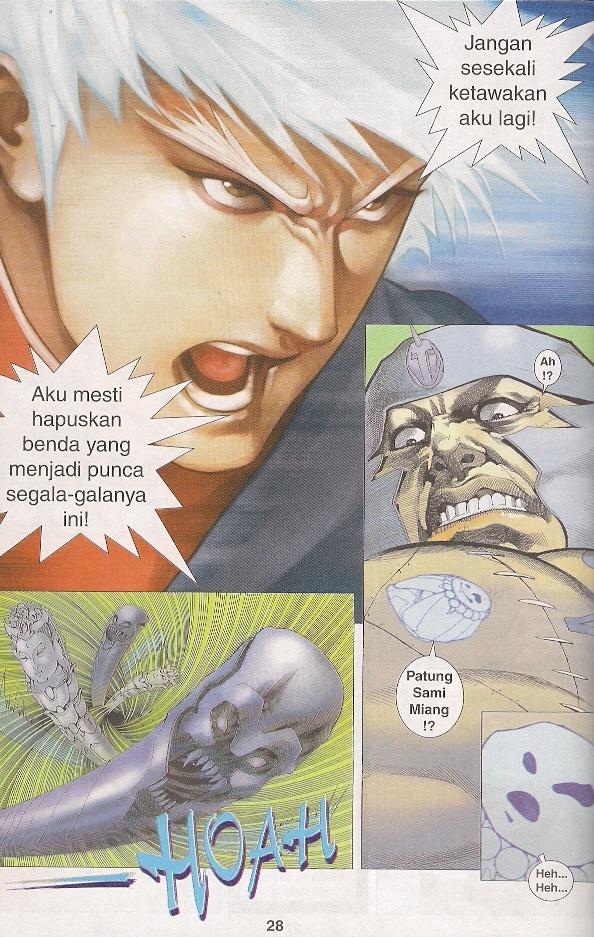 Jangan
sesekali
ketawakan
aku lagi!
Aku mesti
hapuskan
benda yang
menjadi punca
segala-galanya
ini!
Ah
!?
Patung
Sami
Miang
!?
Heh...
Heh...
HOAH
28